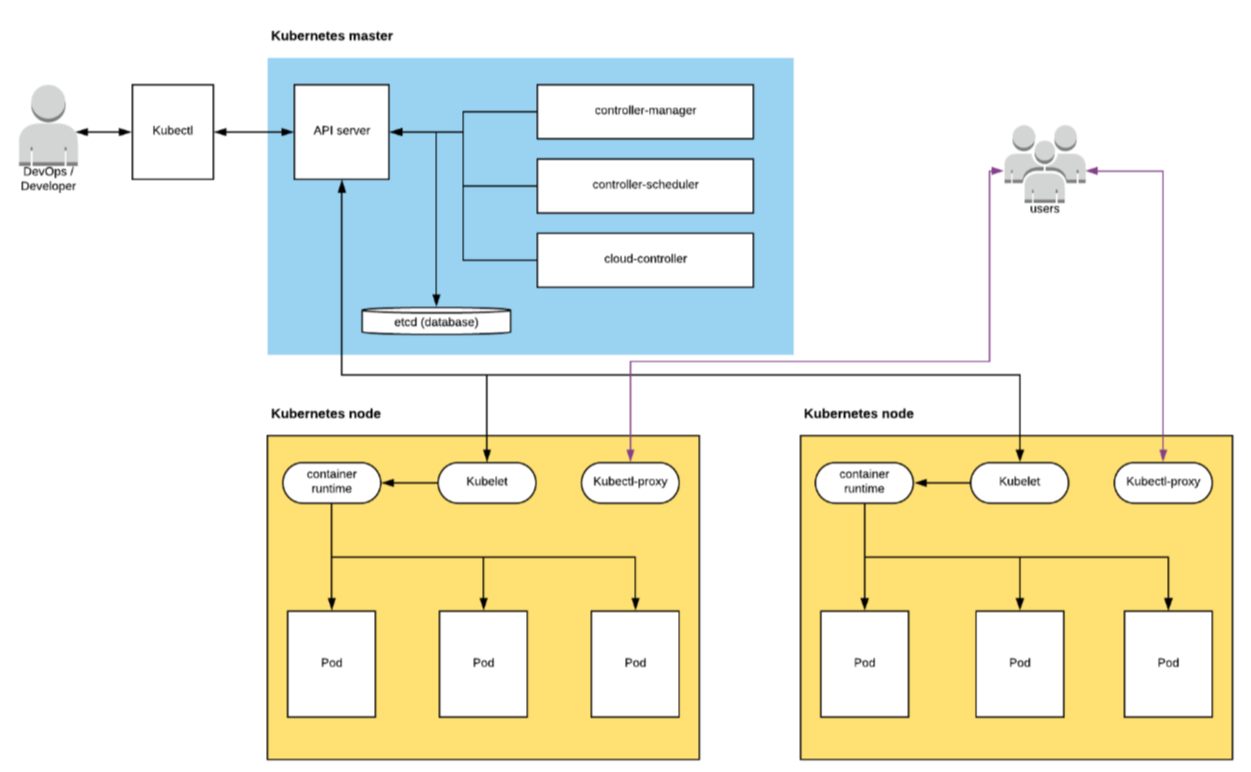 Kubernetes master
DevOps /
Developer
Kubectl
API server
controller-manager
controller-scheduler
cloud-controller
etcd (database)
users
Kubernetes node
container
runtime
Kubelet
Kubectl-proxy
Pod
Pod
Pod
Kubernetes node
container
runtime
Kubelet
Kubectl-proxy
Pod
Pod
Pod